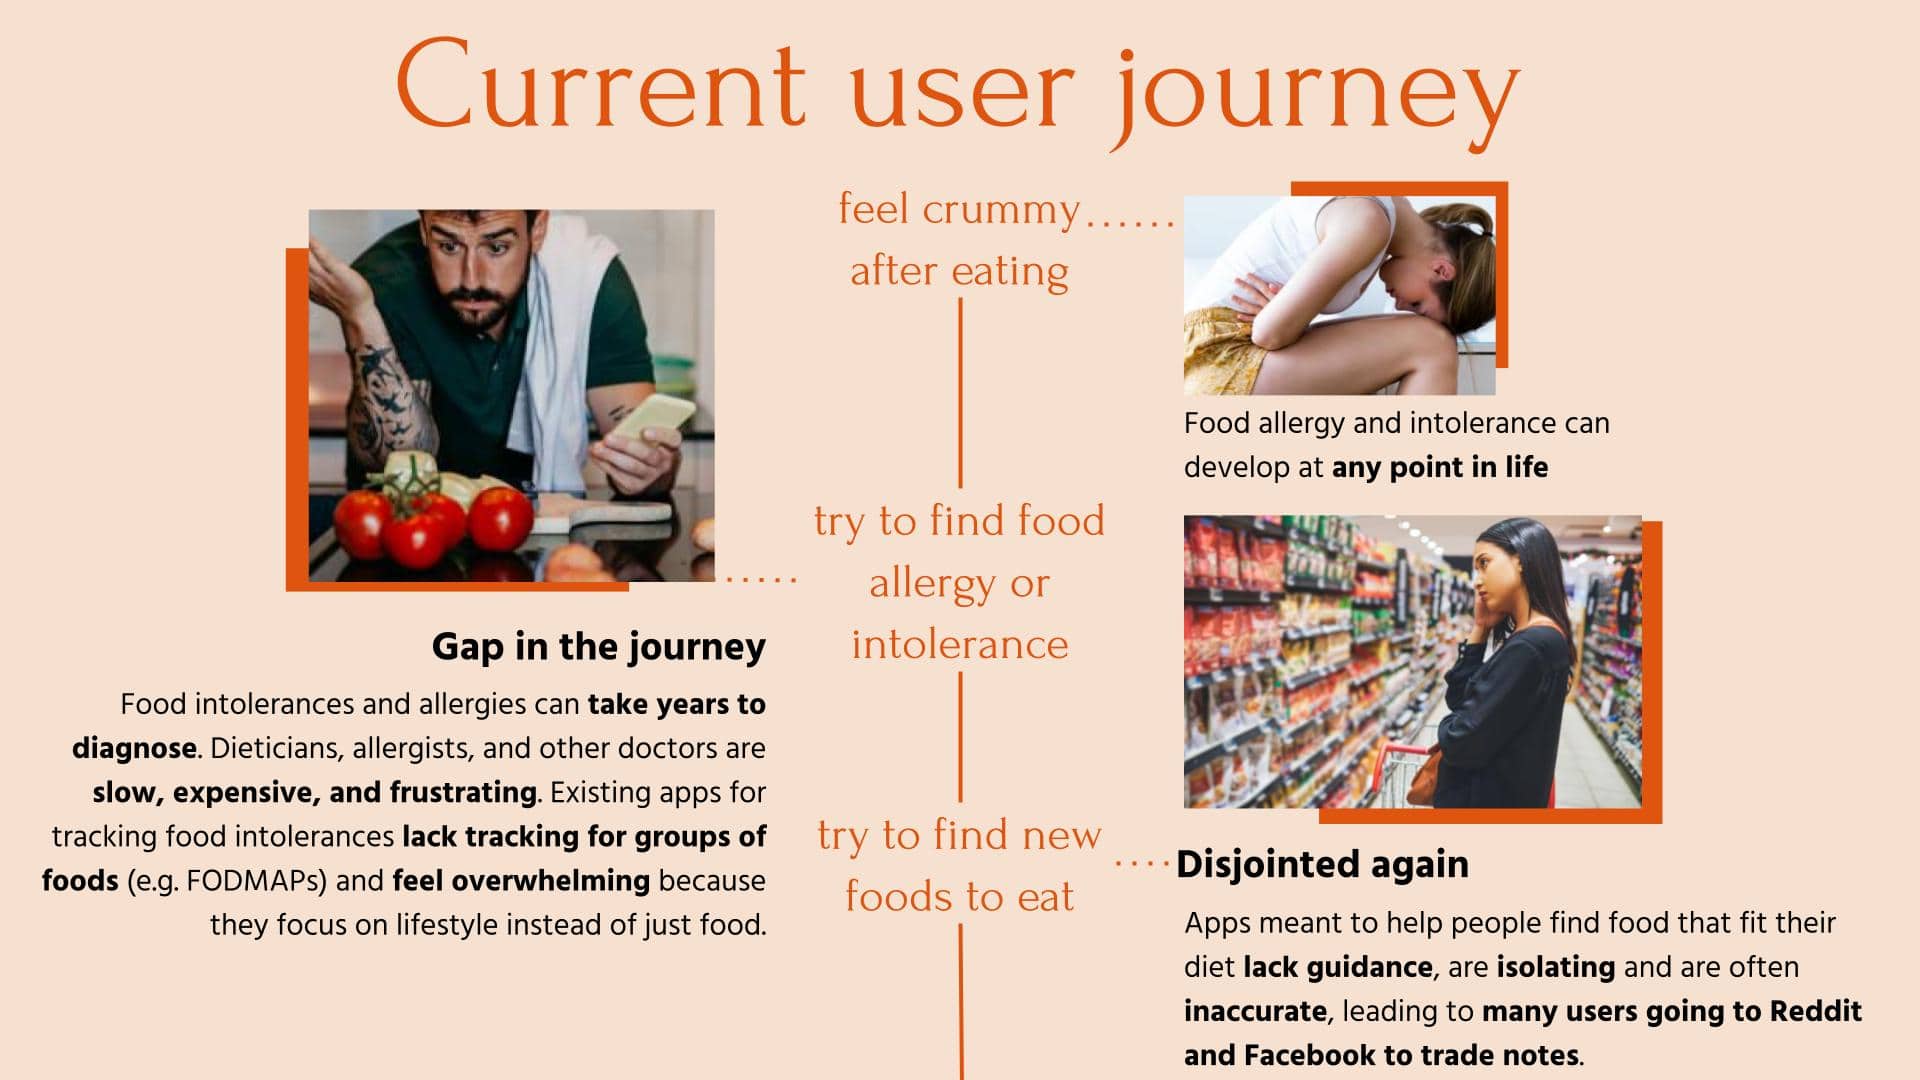 Current user journey
feel crummy
after eating
Food allergy and intolerance can
develop at any point in life
try to find food
allergy or
intolerance
Gap in the journey
Food intolerances and allergies can take years to
diagnose. Dieticians, allergists, and other doctors are
slow, expensive, and frustrating. Existing apps for
tracking food intolerances lack tracking for groups of
foods (e.g. FODMAPs) and feel overwhelming because
they focus on lifestyle instead of just food.
try to find new
foods to eat
Disjointed again
Apps meant to help people find food that fit their
diet lack guidance, are isolating and are often
inaccurate, leading to many users going to Reddit
and Facebook to trade notes.